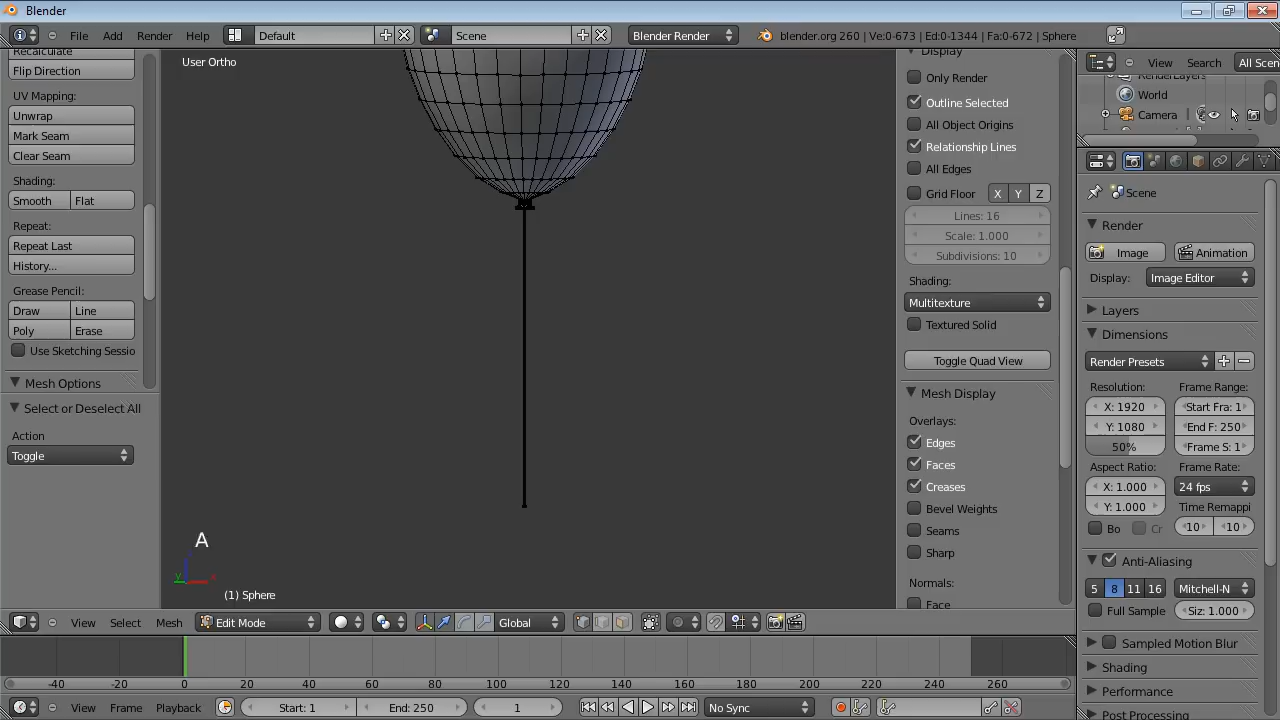 Blender
File Add Render Help Default Scene Blender Render blender.org 260 | Ve:0-673 | Ed:0-1344 | Fa:0-672 | Sphere
Recalculate
Flip Direction
UV Mapping:
Unwrap
Mark Seam
Clear Seam
Shading:
Smooth Flat
Repeat:
Repeat Last
History...
Grease Pencil:
Draw Line
Poly Erase
Use Sketching Sessio
Mesh Options
Select or Deselect All
Action
Toggle
User Ortho
A
y x
(1) Sphere
Display
Only Render
Outline Selected
All Object Origins
Relationship Lines
All Edges
Grid Floor X Y Z
Lines: 16
Scale: 1.000
Subdivisions: 10
Shading:
Multitexture
Textured Solid
Toggle Quad View
Mesh Display
Overlays:
Edges
Faces
Creases
Bevel Weights
Seams
Sharp
Normals:
Face
View Search All Scen
RenderLayers
World
Camera
Scene
Render
Image Animation
Display: Image Editor
Layers
Dimensions
Render Presets
Resolution: Frame Range:
X: 1920 Start Fra: 1
Y: 1080 End F: 250
50% Frame S: 1
Aspect Ratio: Frame Rate:
X: 1.000 24 fps
Y: 1.000 Time Remappi
Bo Cr 10 10
Anti-Aliasing
5 8 11 16 Mitchell-N
Full Sample Siz: 1.000
Sampled Motion Blur
Shading
Performance
Post Processing
View Select Mesh Edit Mode Global
-40 -20 0 20 40 60 80 100 120 140 160 180 200 220 240 260
View Frame Playback Start: 1 End: 250 1 No Sync